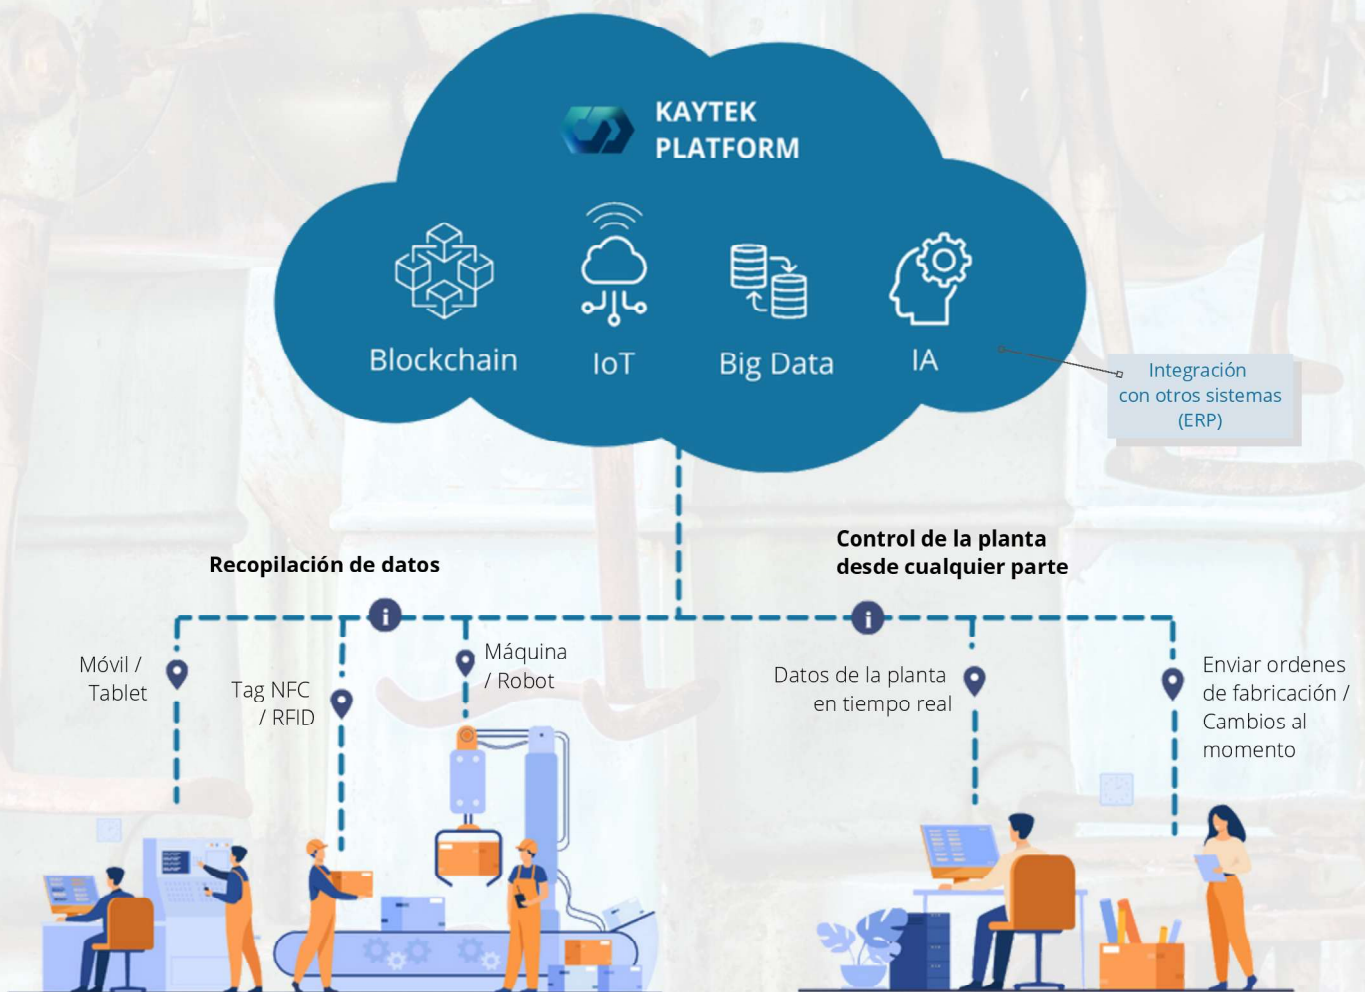 KAYTEK
PLATFORM
Blockchain
IoT
Big Data
IA
Integración
con otros sistemas
(ERP)
Recopilación de datos
Control de la planta
desde cualquier parte
Móvil /
Tablet
Tag NFC
/ RFID
Máquina
/ Robot
Datos de la planta
en tiempo real
Enviar ordenes
de fabricación /
Cambios al
momento